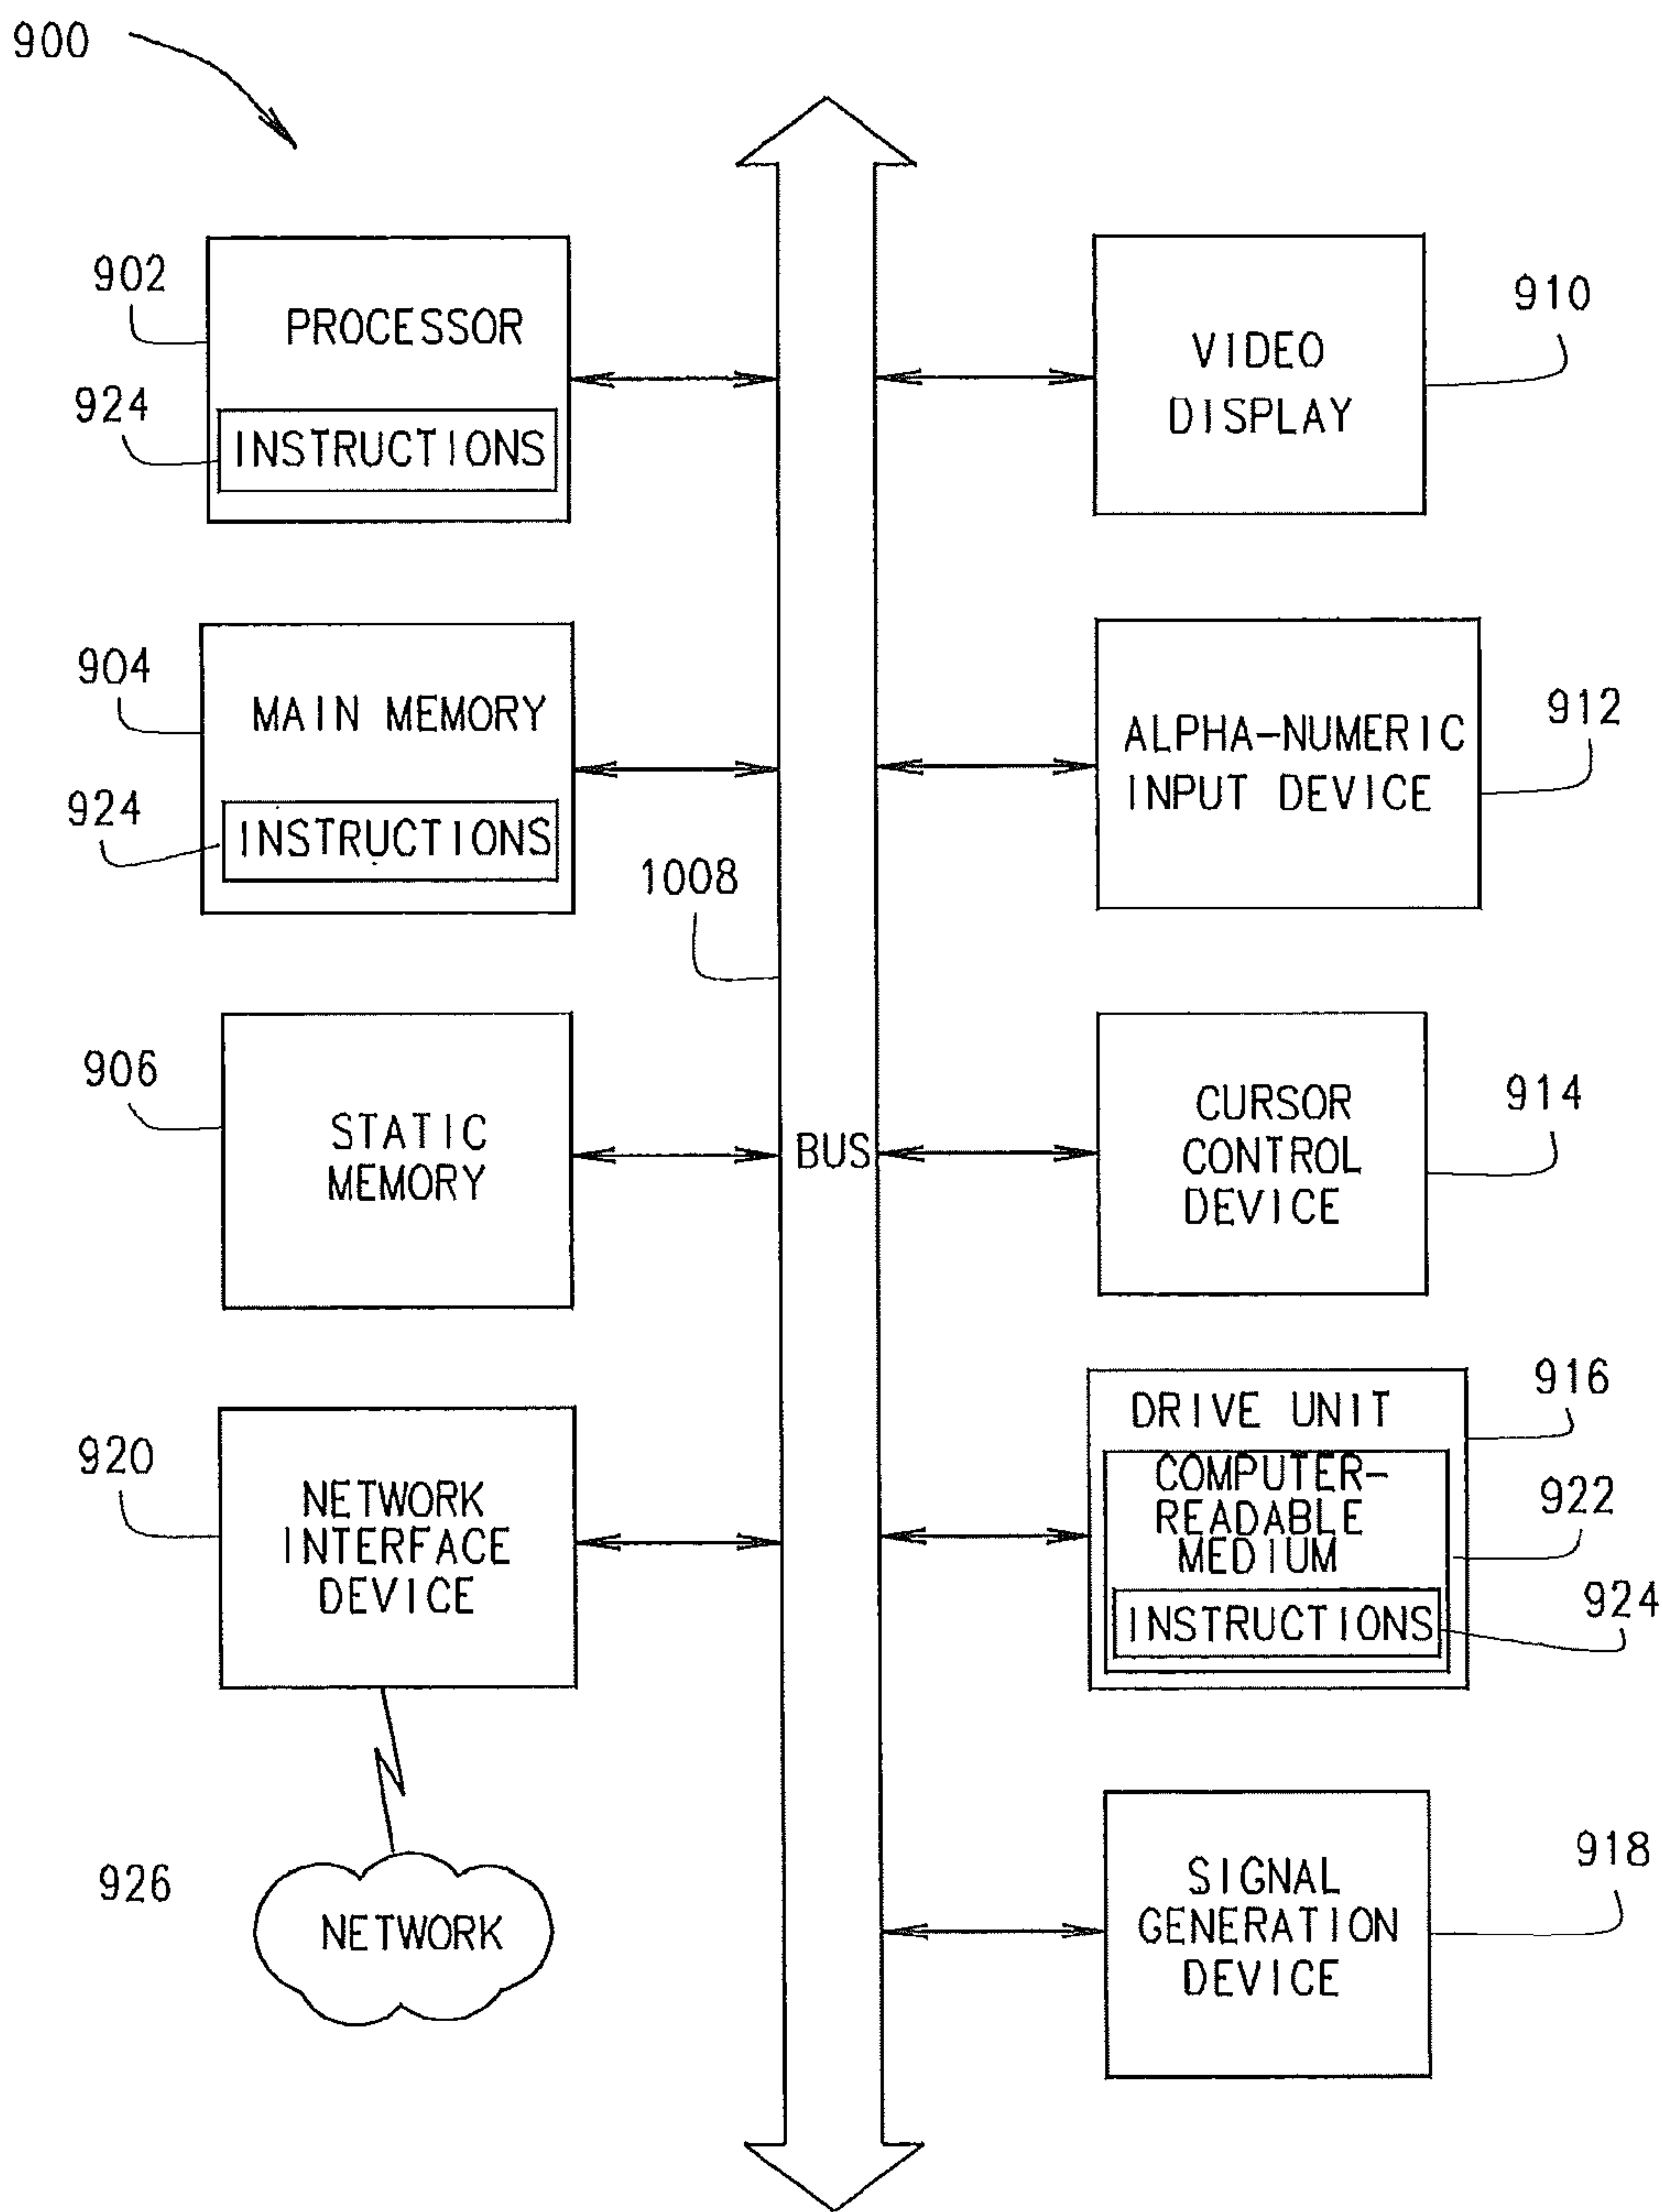 900
902
PROCESSOR
924
INSTRUCTIONS
904
MAIN MEMORY
924
INSTRUCTIONS
1008
906
STATIC
MEMORY
920
NETWORK
INTERFACE
DEVICE
926
NETWORK
BUS
910
VIDEO
DISPLAY
912
ALPHA-NUMERIC
INPUT DEVICE
914
CURSOR
CONTROL
DEVICE
916
DRIVE UNIT
922
COMPUTER-
READABLE
MEDIUM
924
INSTRUCTIONS
918
SIGNAL
GENERATION
DEVICE